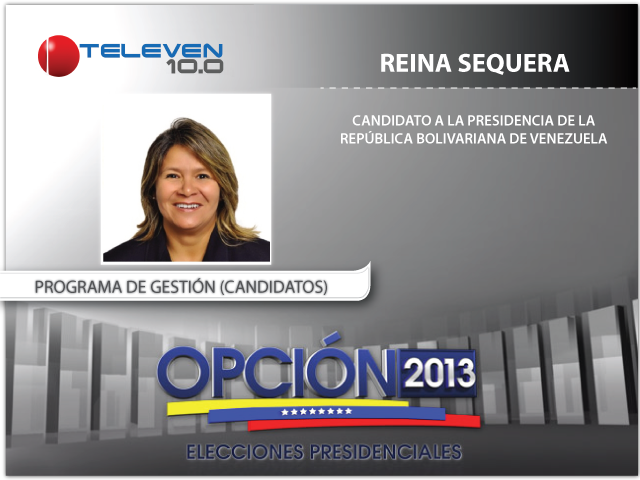 TELEVEN
10.0
REINA SEQUERA
CANDIDATO A LA PRESIDENCIA DE LA
REPÚBLICA BOLIVARIANA DE VENEZUELA
PROGRAMA DE GESTIÓN (CANDIDATOS)
OPCIÓN 2013
ELECCIONES PRESIDENCIALES